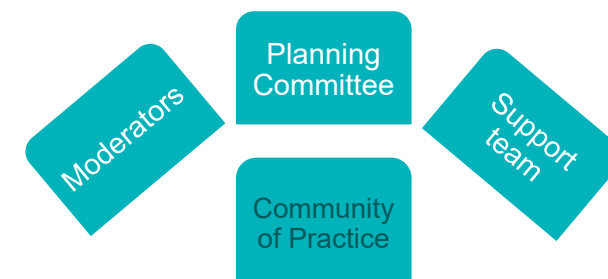 Planning
Committee
Moderators
Support
team
Community
of Practice